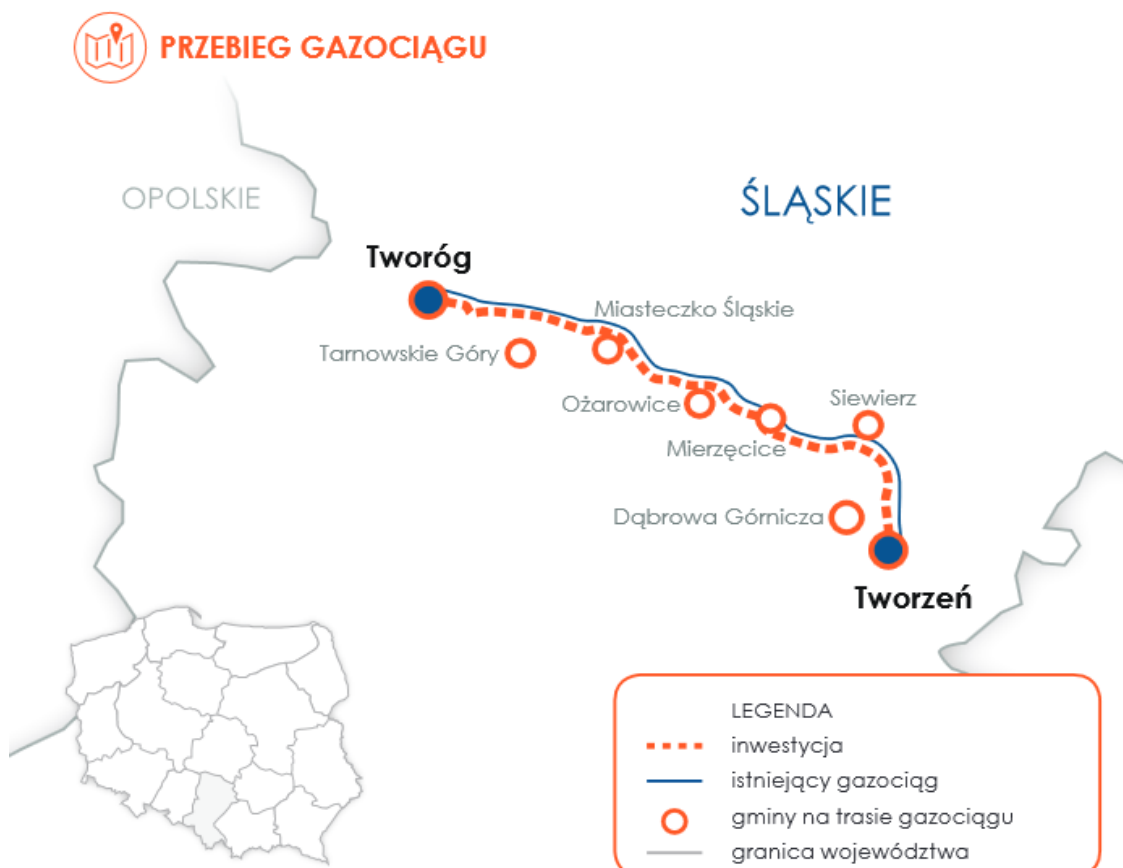 PRZEBIEG GAZOCIĄGU
OPOLSKIE
ŚLĄSKIE
Tworóg
Miasteczko Śląskie
Tarnowskie Góry
Ożarowice
Siewierz
Mierzęcice
Dąbrowa Górnicza
Tworzeń
LEGENDA
inwestycja
istniejący gazociąg
gminy na trasie gazociągu
granica województwa